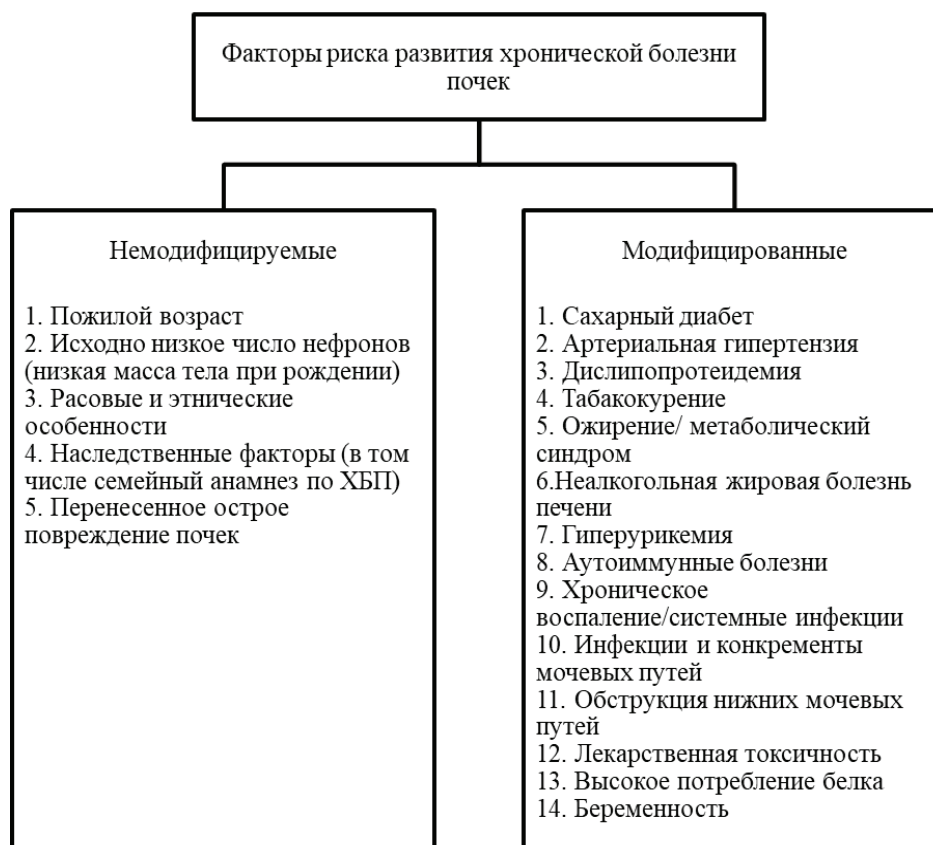 Факторы риска развития хронической болезни
почек
Немодифицируемые
1. Пожилой возраст
2. Исходно низкое число нефронов
(низкая масса тела при рождении)
3. Расовые и этнические
особенности
4. Наследственные факторы (в том
числе семейный анамнез по ХБП)
5. Перенесенное острое
повреждение почек
Модифицированные
1. Сахарный диабет
2. Артериальная гипертензия
3. Дислипопротеидемия
4. Табакокурение
5. Ожирение/ метаболический
синдром
6.Неалкогольная жировая болезнь
печени
7. Гиперурикемия
8. Аутоиммунные болезни
9. Хроническое
воспаление/системные инфекции
10. Инфекции и конкременты
мочевых путей
11. Обструкция нижних мочевых
путей
12. Лекарственная токсичность
13. Высокое потребление белка
14. Беременность